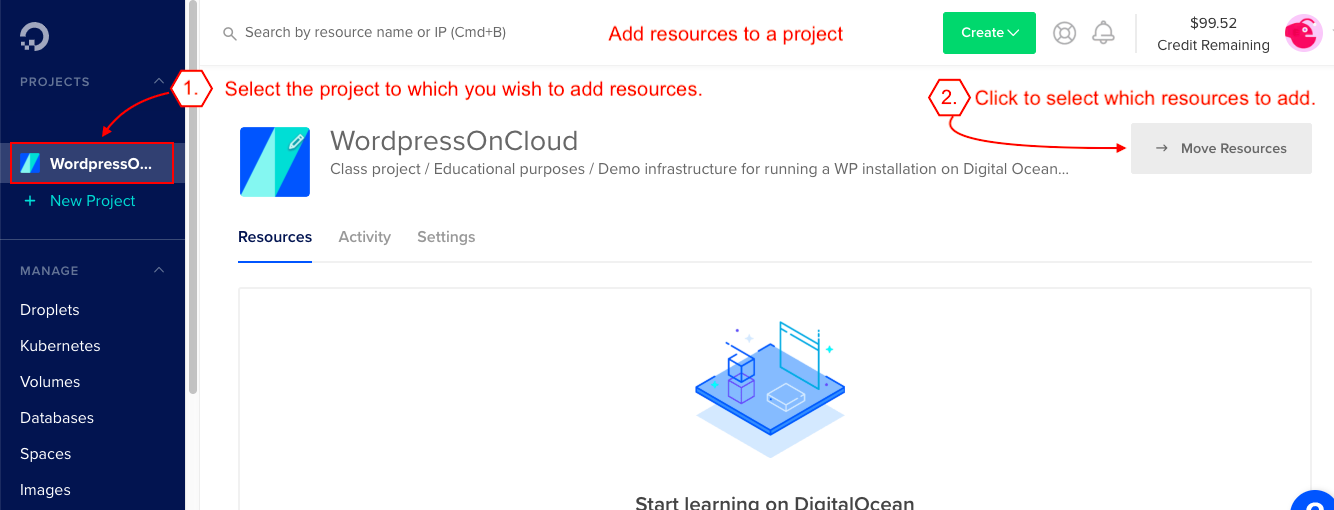 Search by resource name or IP (Cmd+B)
Add resources to a project
Create
$99.52
Credit Remaining
PROJECTS
1.
Select the project to which you wish to add resources.
2.
Click to select which resources to add.
WordpressO...
New Project
WordpressOnCloud
Class project / Educational purposes / Demo infrastructure for running a WP installation on Digital Ocean...
Move Resources
Resources
Activity
Settings
MANAGE
Droplets
Kubernetes
Volumes
Databases
Spaces
Images
Start learning on DigitalOcean